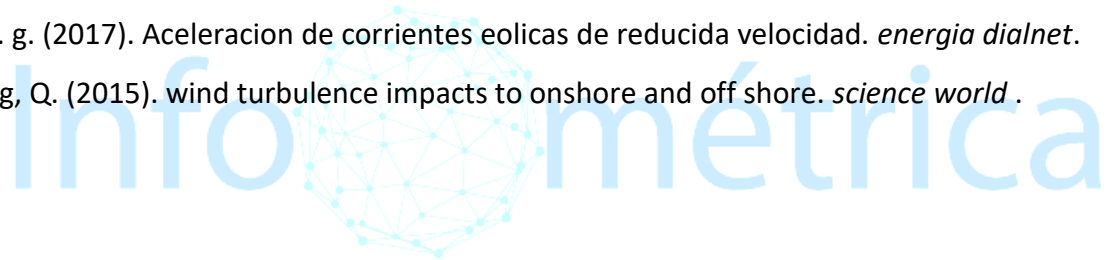 . g. (2017). Aceleracion de corrientes eolicas de reducida velocidad. energia dialnet.
g, Q. (2015). wind turbulence impacts to onshore and off shore. science world .
Info métrica